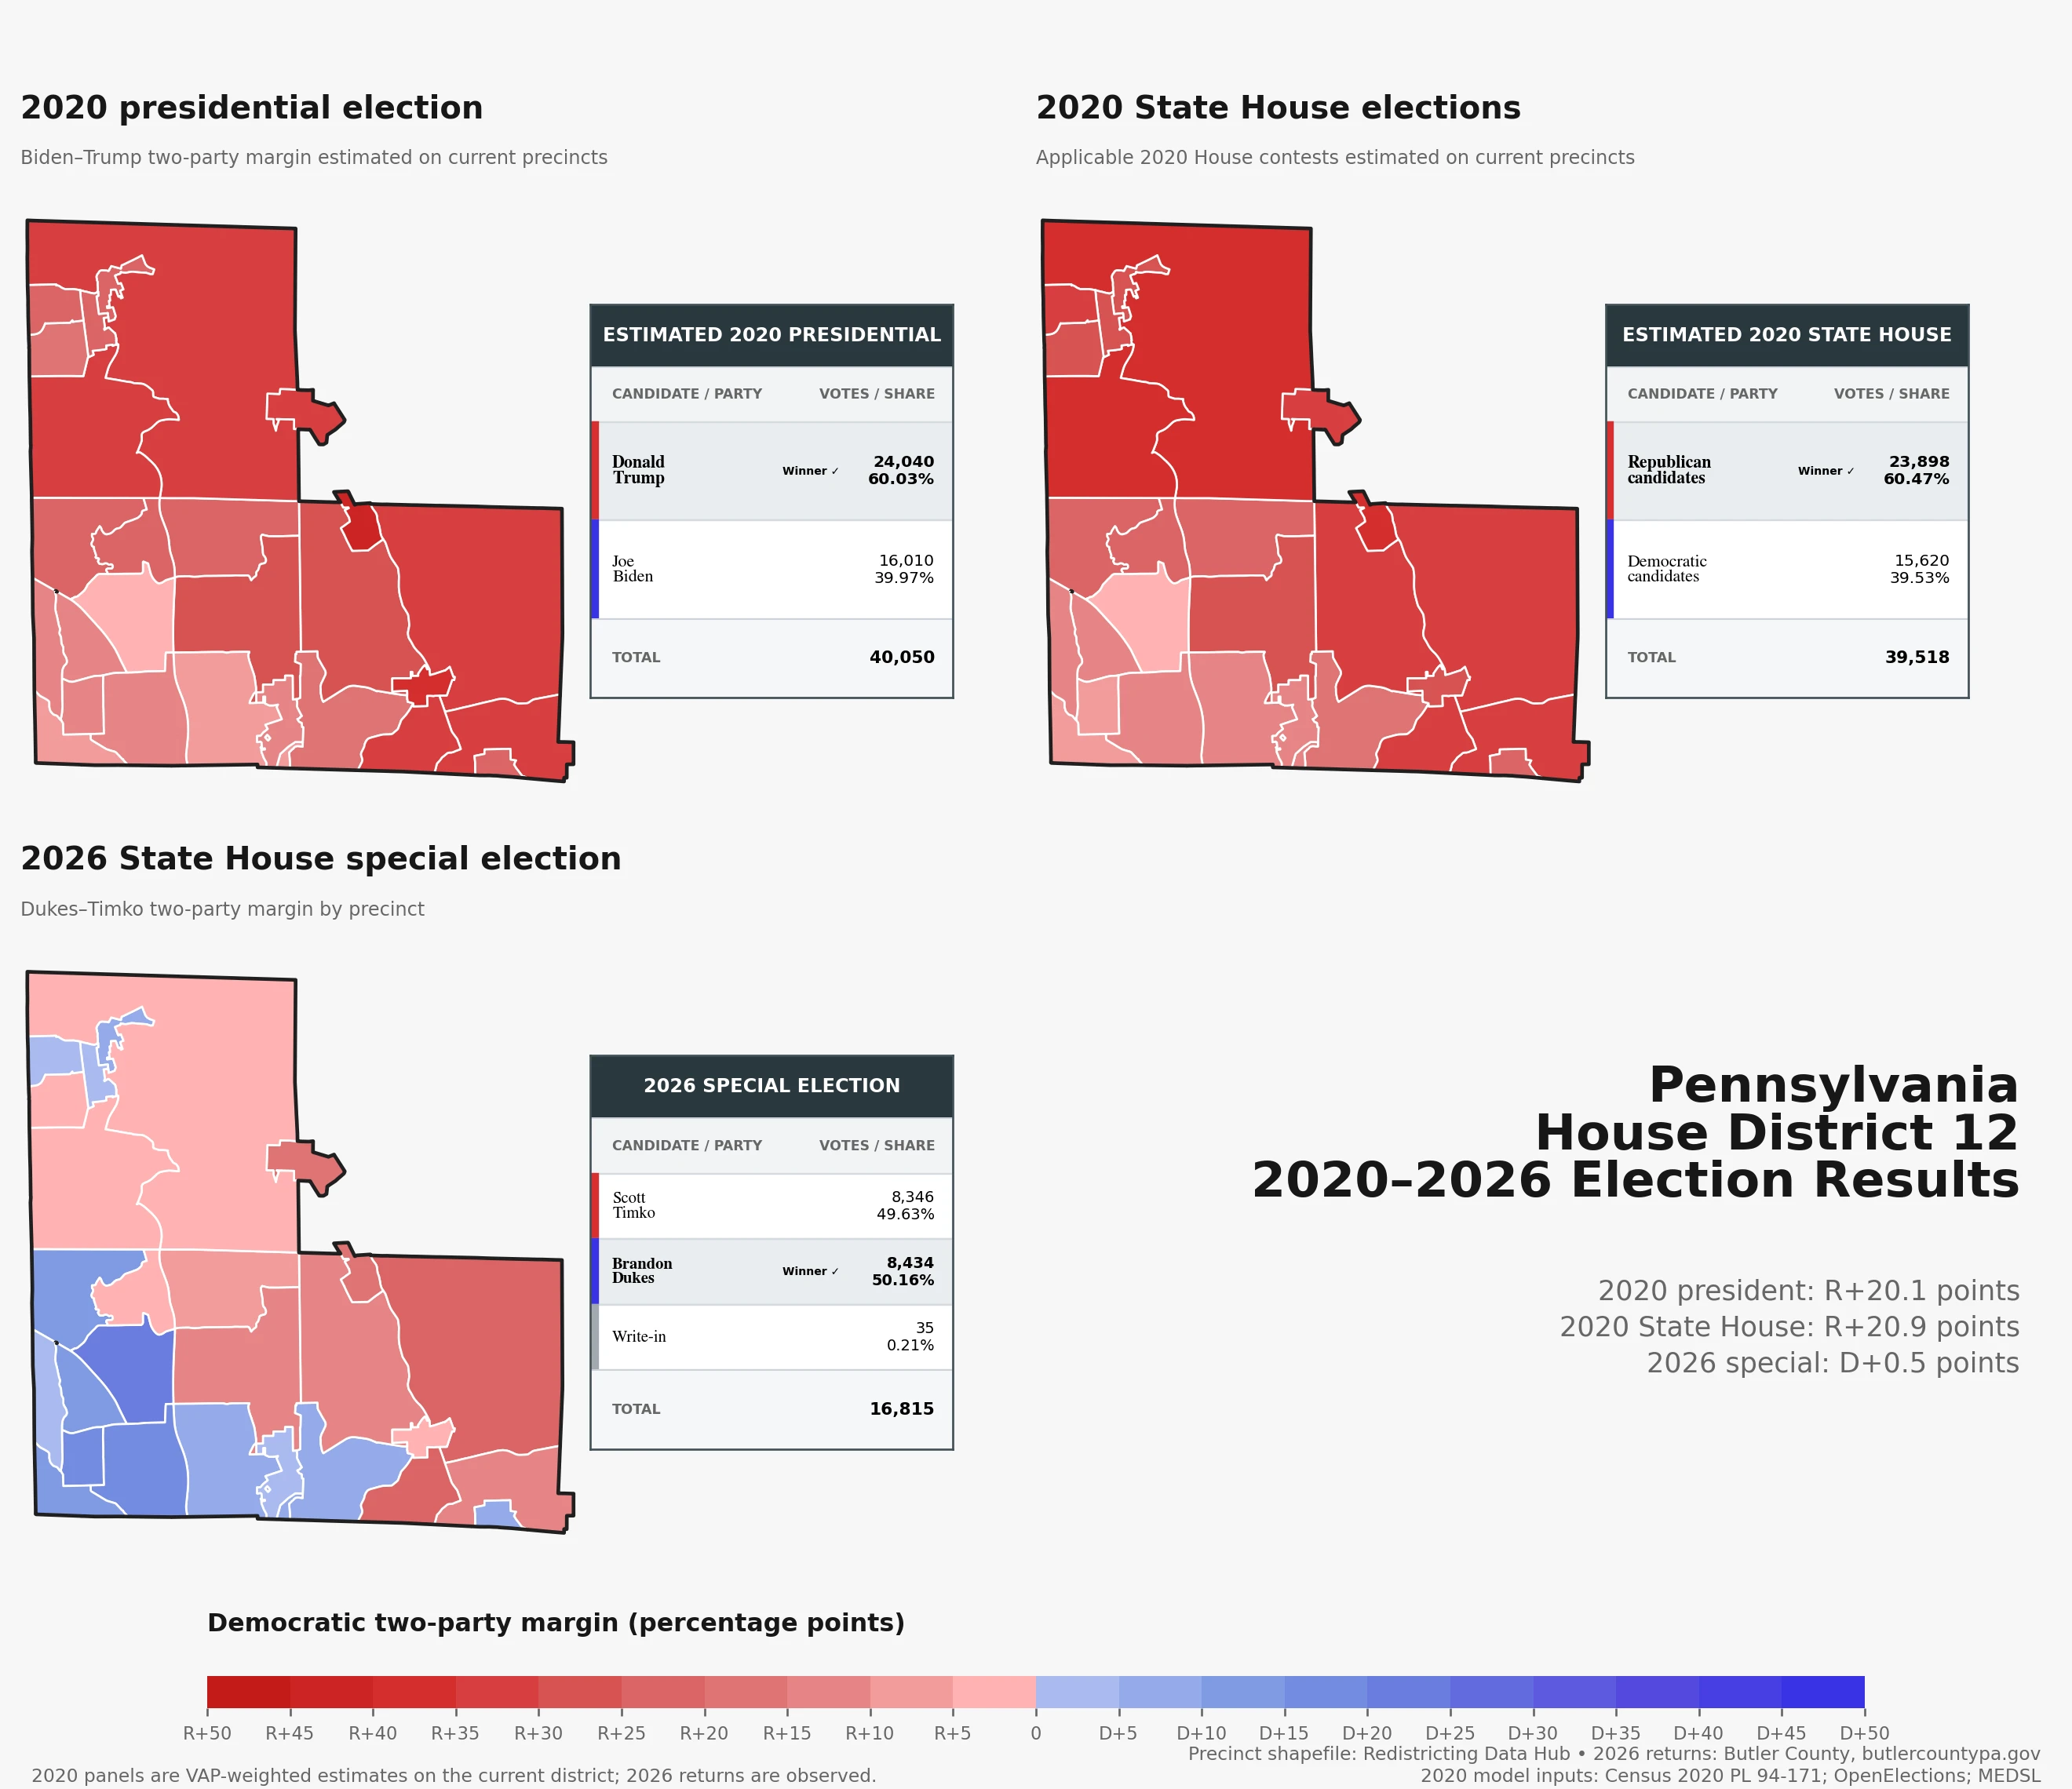 2020 presidential election
Biden–Trump two-party margin estimated on current precincts
ESTIMATED 2020 PRESIDENTIAL
CANDIDATE / PARTY VOTES / SHARE
Donald
Trump
Winner ✓
24,040
60.03%
Joe
Biden
16,010
39.97%
TOTAL 40,050
2020 State House elections
Applicable 2020 House contests estimated on current precincts
ESTIMATED 2020 STATE HOUSE
CANDIDATE / PARTY VOTES / SHARE
Republican
candidates
Winner ✓
23,898
60.47%
Democratic
candidates
15,620
39.53%
TOTAL 39,518
2026 State House special election
Dukes–Timko two-party margin by precinct
2026 SPECIAL ELECTION
CANDIDATE / PARTY VOTES / SHARE
Scott
Timko
8,346
49.63%
Brandon
Dukes
Winner ✓
8,434
50.16%
Write-in
35
0.21%
TOTAL 16,815
Pennsylvania
House District 12
2020–2026 Election Results
2020 president: R+20.1 points
2020 State House: R+20.9 points
2026 special: D+0.5 points
Democratic two-party margin (percentage points)
R+50 R+45 R+40 R+35 R+30 R+25 R+20 R+15 R+10 R+5 0 D+5 D+10 D+15 D+20 D+25 D+30 D+35 D+40 D+45 D+50
Precinct shapefile: Redistricting Data Hub • 2026 returns: Butler County, butlercountypa.gov
2020 panels are VAP-weighted estimates on the current district; 2026 returns are observed.
2020 model inputs: Census 2020 PL 94-171; OpenElections; MEDSL